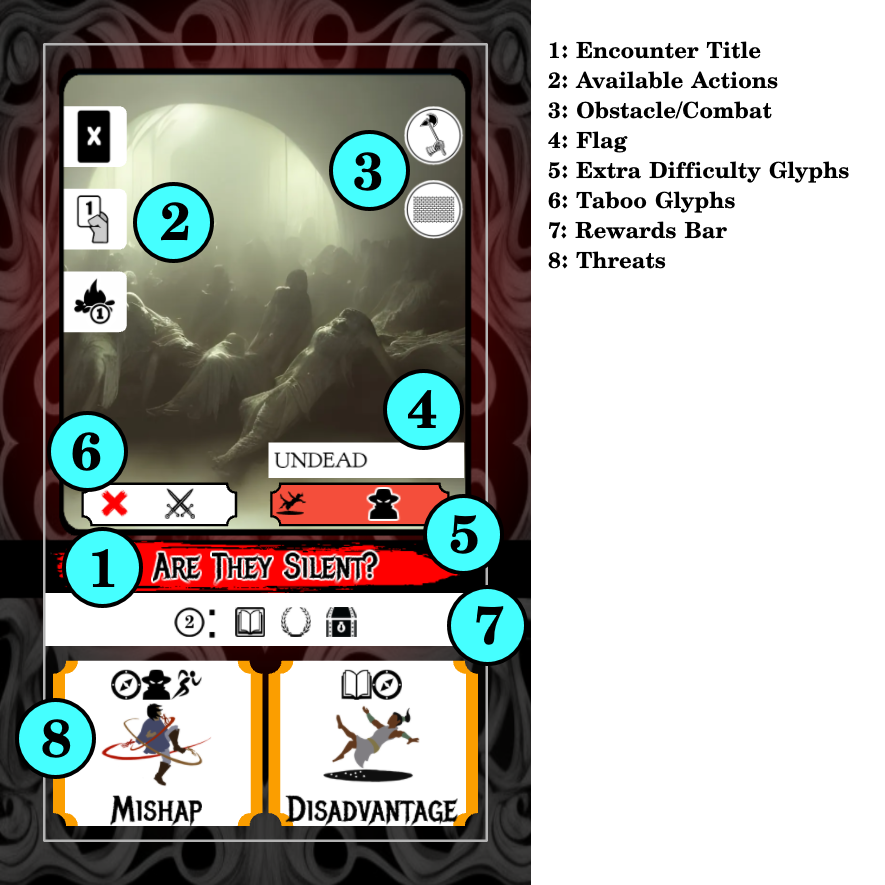 1: Encounter Title
2: Available Actions
3: Obstacle/Combat
4: Flag
5: Extra Difficulty Glyphs
6: Taboo Glyphs
7: Rewards Bar
8: Threats
X
1
2
3
1
4
6
UNDEAD
5
1
Are They Silent?
2 :
7
8
Mishap
Disadvantage